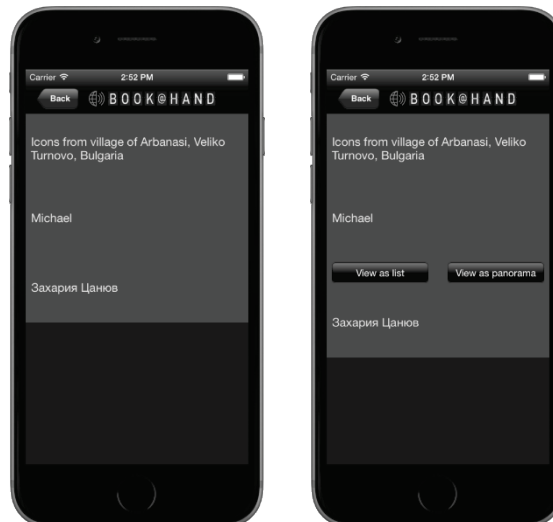 Carrier 2:52 PM
Back BOOK@HAND
Icons from village of Arbanasi, Veliko
Turnovo, Bulgaria
Michael
Захария Цанюв
Carrier 2:52 PM
Back BOOK@HAND
Icons from village of Arbanasi, Veliko
Turnovo, Bulgaria
Michael
View as list View as panorama
Захария Цанюв